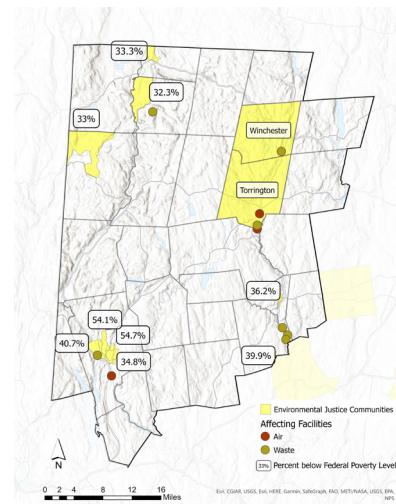 33.3%
32.3%
33%
Winchester
Torrington
36.2%
54.1%
54.7%
40.7%
34.8%
39.9%
Environmental Justice Communities
Affecting Facilities
Air
Waste
33% Percent below Federal Poverty Level
N
0 2 4 8 12 16
Miles
Esri, CGIAR, USGS, Esri, HERE, Garmin, SafeGraph, FAO, METI/NASA, USGS, EPA,
NPS